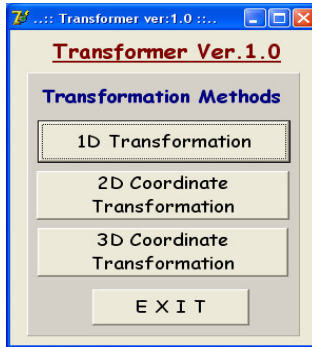 ..:: Transformer ver:1.0 ::..
Transformer Ver.1.0
Transformation Methods
1D Transformation
2D Coordinate
Transformation
3D Coordinate
Transformation
E X I T